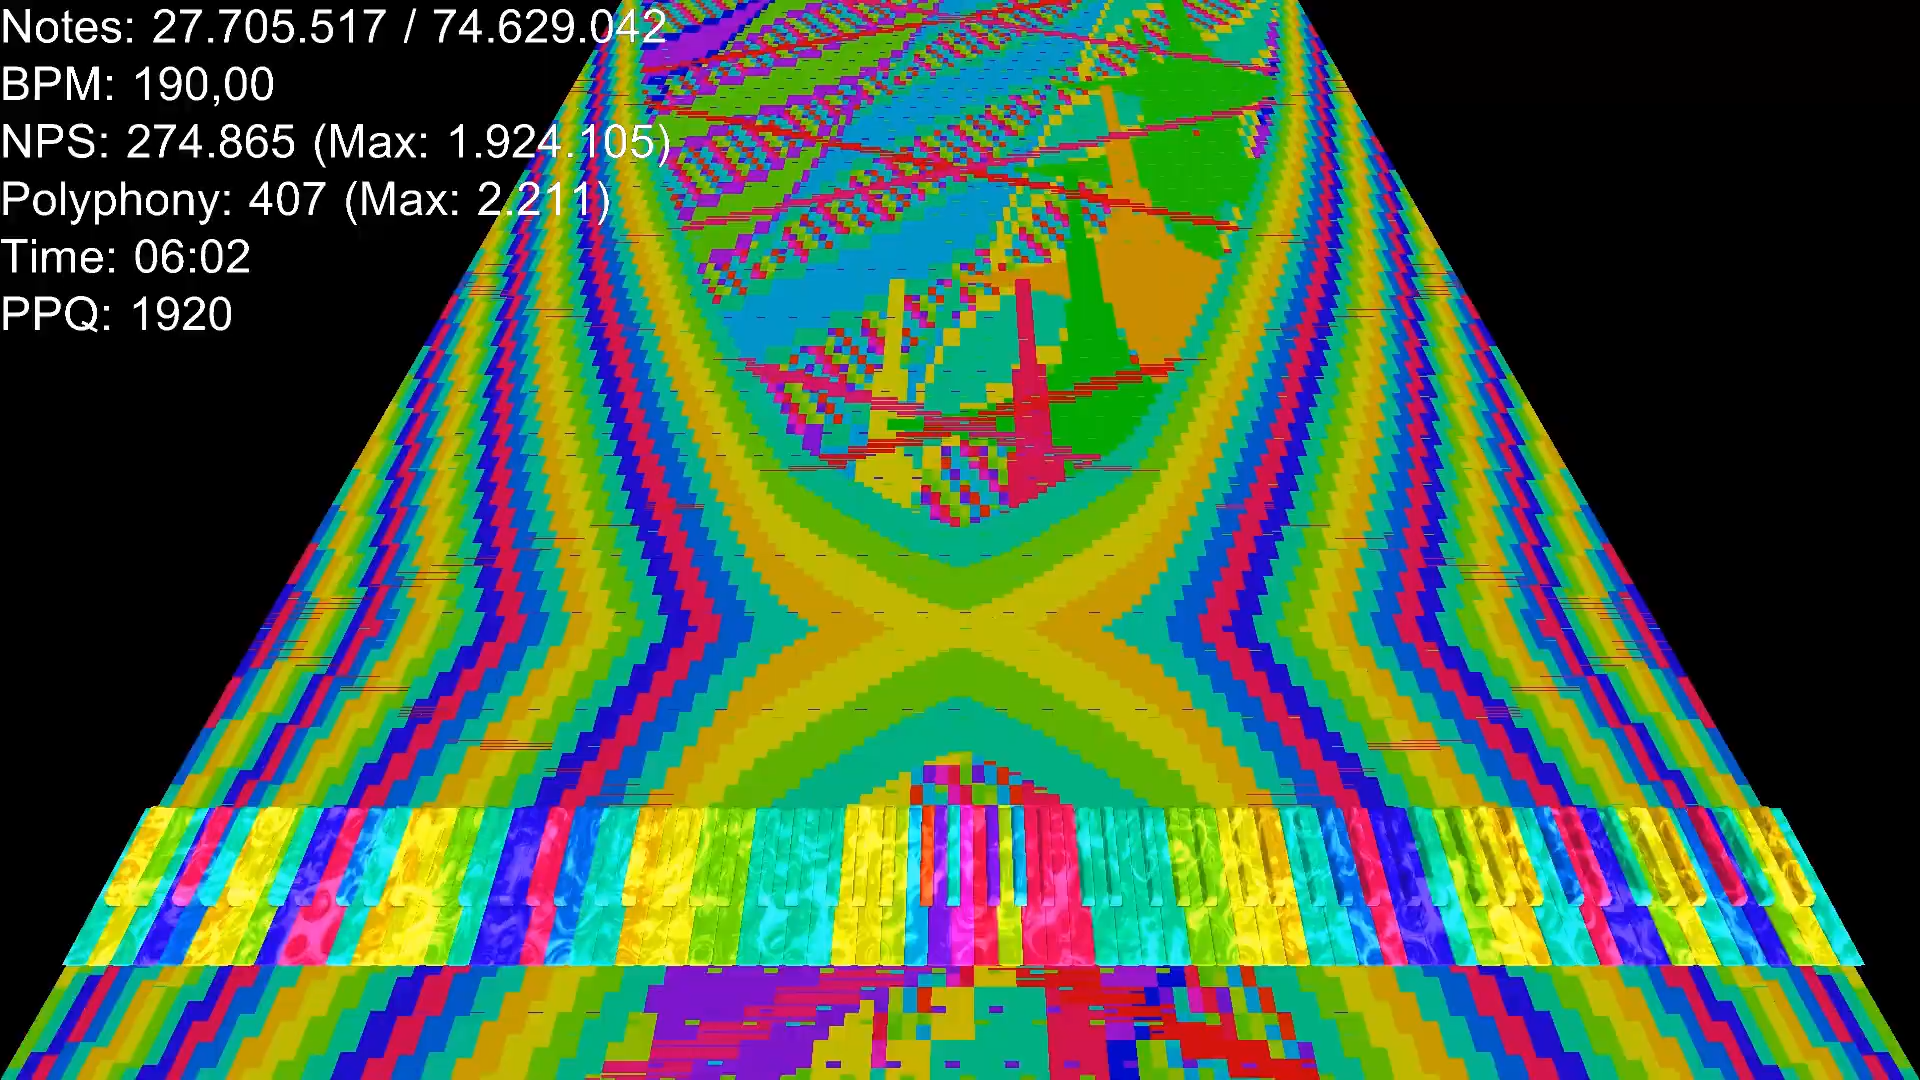 Notes: 27.705.517 / 74.629.042
BPM: 190,00
NPS: 274.865 (Max: 1.924.105)
Polyphony: 407 (Max: 2.211)
Time: 06:02
PPQ: 1920